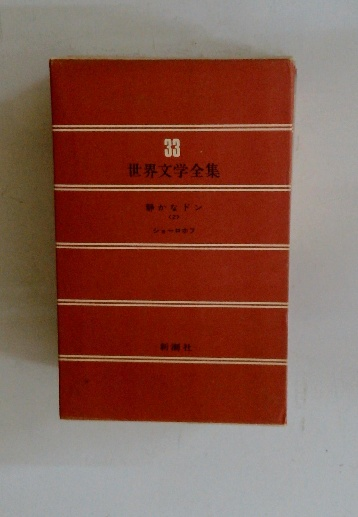 33
世界文学全集
静かなドン
ショーロホフ
新潮社